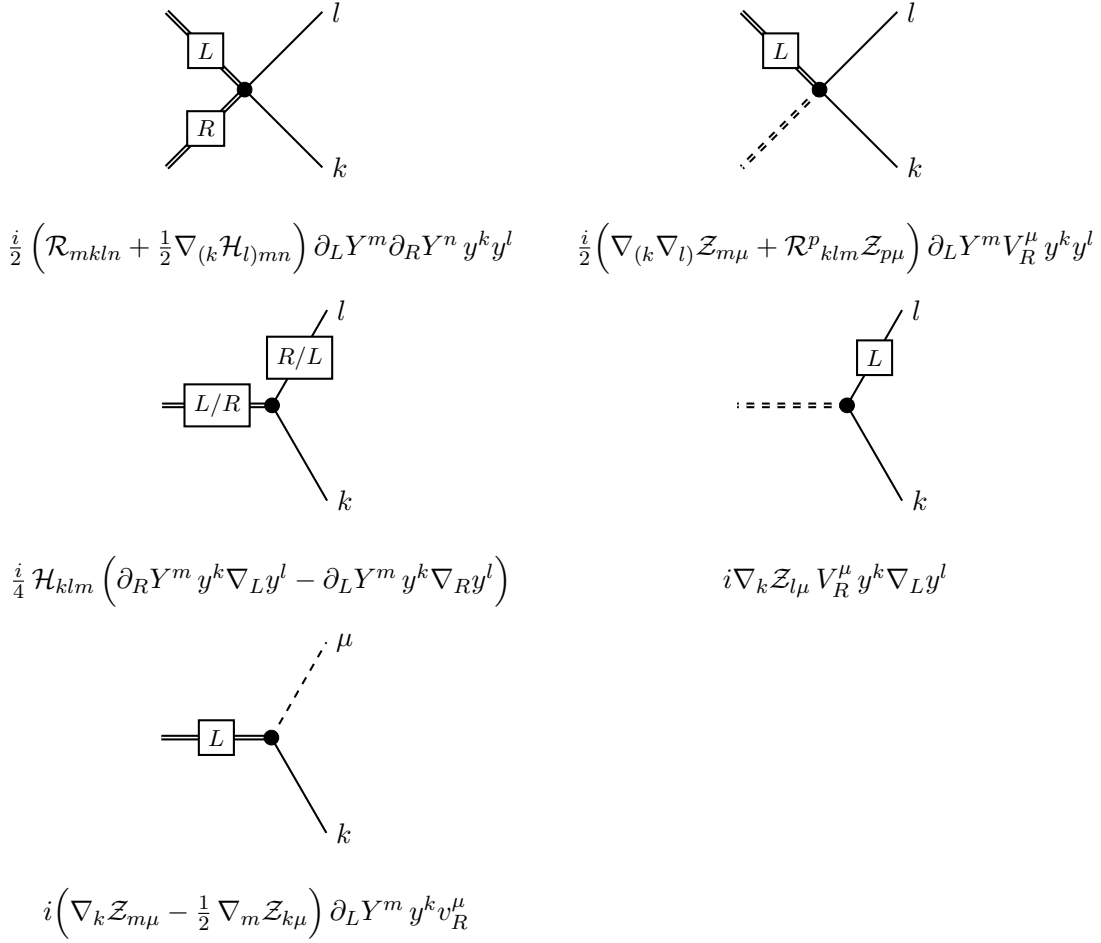 L
l
R
k
L
l
k
\frac{i}{2} \left( \mathcal{R}_{mkln} + \frac{1}{2} \nabla_{(k} \mathcal{H}_{l)mn} \right) \partial_L Y^m \partial_R Y^n \, y^k y^l
\frac{i}{2} \left( \nabla_{(k} \nabla_{l)} \mathcal{Z}_{m\mu} + \mathcal{R}^p{}_{klm} \mathcal{Z}_{p\mu} \right) \partial_L Y^m V_R^\mu \, y^k y^l
l
R/L
L/R
k
l
L
k
\frac{i}{4} \mathcal{H}_{klm} \left( \partial_R Y^m \, y^k \nabla_L y^l - \partial_L Y^m \, y^k \nabla_R y^l \right)
i \nabla_k \mathcal{Z}_{l\mu} \, V_R^\mu \, y^k \nabla_L y^l
μ
L
k
i \left( \nabla_k \mathcal{Z}_{m\mu} - \frac{1}{2} \nabla_m \mathcal{Z}_{k\mu} \right) \partial_L Y^m \, y^k v_R^\mu